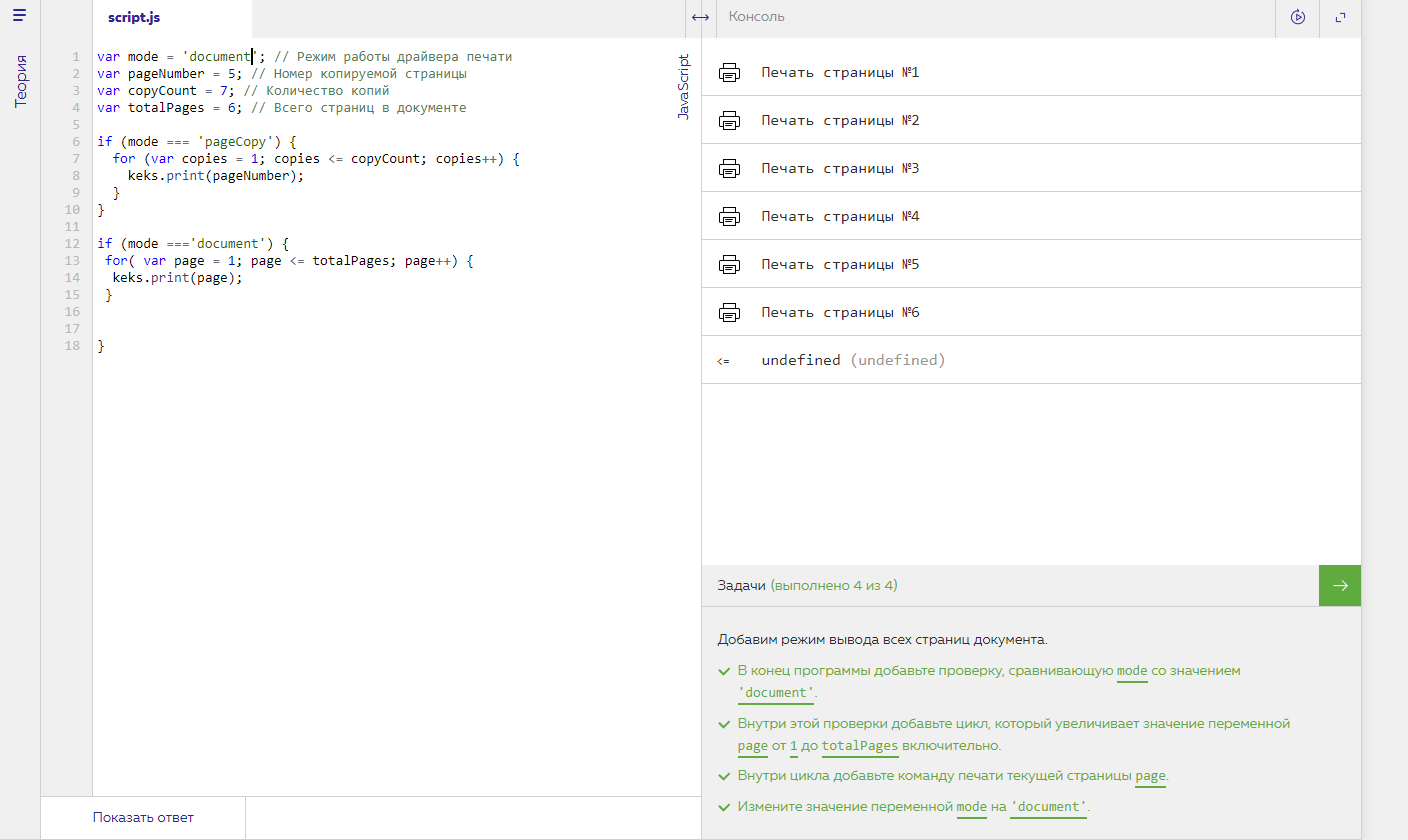 script.js
Консоль
Теория
JavaScript
1 var mode = 'document'; // Режим работы драйвера печати
2 var pageNumber = 5; // Номер копируемой страницы
3 var copyCount = 7; // Количество копий
4 var totalPages = 6; // Всего страниц в документе
5
6 if (mode === 'pageCopy') {
7   for (var copies = 1; copies <= copyCount; copies++) {
8     keks.print(pageNumber);
9   }
10 }
11
12 if (mode ==='document') {
13  for( var page = 1; page <= totalPages; page++) {
14   keks.print(page);
15  }
16
17
18 }
Показать ответ
Печать страницы №1
Печать страницы №2
Печать страницы №3
Печать страницы №4
Печать страницы №5
Печать страницы №6
<= undefined (undefined)
Задачи (выполнено 4 из 4)
Добавим режим вывода всех страниц документа.
В конец программы добавьте проверку, сравнивающую mode со значением
'document'.
Внутри этой проверки добавьте цикл, который увеличивает значение переменной
page от 1 до totalPages включительно.
Внутри цикла добавьте команду печати текущей страницы page.
Измените значение переменной mode на 'document'.